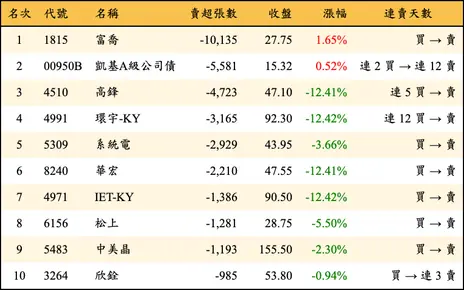 名次 代號 名稱 賣超張數 收盤 漲幅 連賣天數
1 1815 富喬 -10,135 27.75 1.65% 買 → 賣
2 00950B 凱基A級公司債 -5,581 15.32 0.52% 連 2 買 → 連 12 賣
3 4510 高鋒 -4,723 47.10 -12.41% 連 5 買 → 賣
4 4991 環宇-KY -3,165 92.30 -12.42% 連 12 買 → 賣
5 5309 系統電 -2,929 43.95 -3.66% 買 → 賣
6 8240 華宏 -2,210 47.55 -12.41% 買 → 賣
7 4971 IET-KY -1,386 90.50 -12.42% 買 → 賣
8 6156 松上 -1,281 28.75 -5.50% 買 → 賣
9 5483 中美晶 -1,193 155.50 -2.30% 買 → 賣
10 3264 欣銓 -985 53.80 -0.94% 買 → 連 3 賣